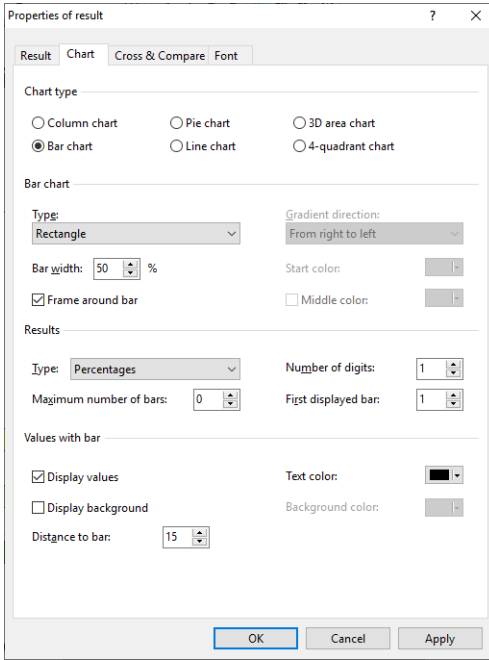 Properties of result ?
Result Chart Cross & Compare Font
Chart type
Column chart Pie chart 3D area chart
Bar chart Line chart 4-quadrant chart
Bar chart
Type: Gradient direction:
Rectangle From right to left
Bar width: 50 % Start color:
Frame around bar Middle color:
Results
Type: Percentages Number of digits: 1
Maximum number of bars: 0 First displayed bar: 1
Values with bar
Display values Text color:
Display background Background color:
Distance to bar: 15
OK Cancel Apply